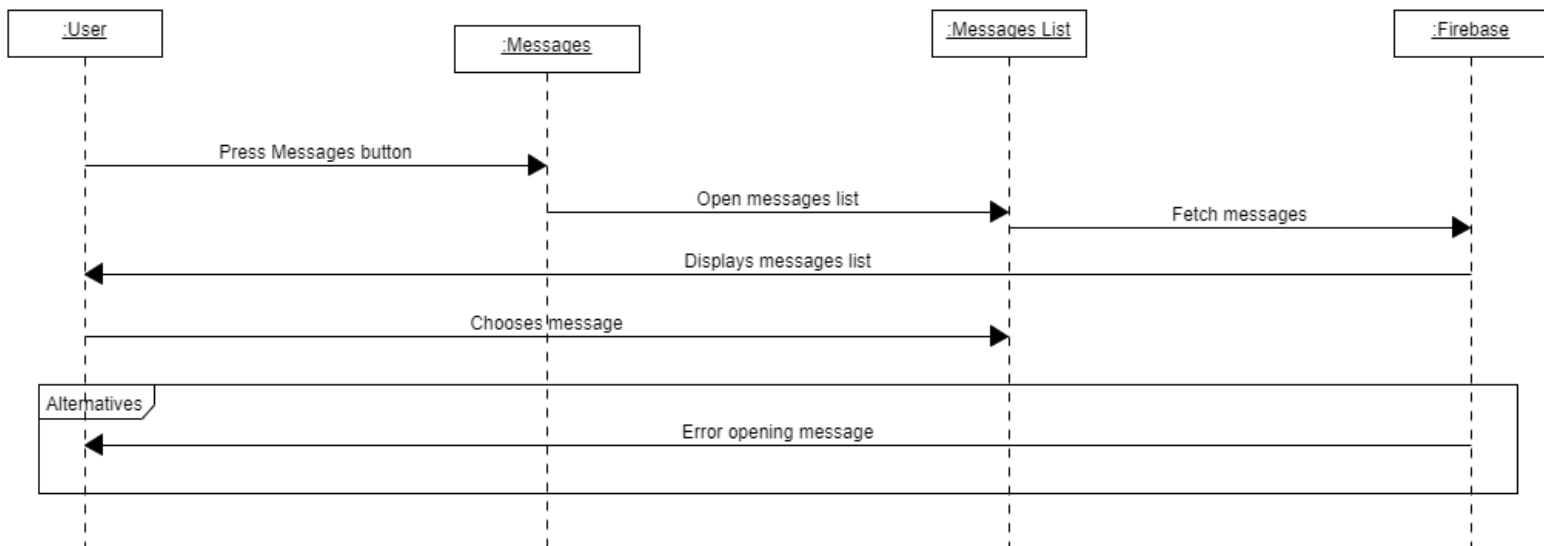 :User
:Messages
:Messages List
:Firebase
Press Messages button
Open messages list
Fetch messages
Displays messages list
Chooses message
Alternatives
Error opening message